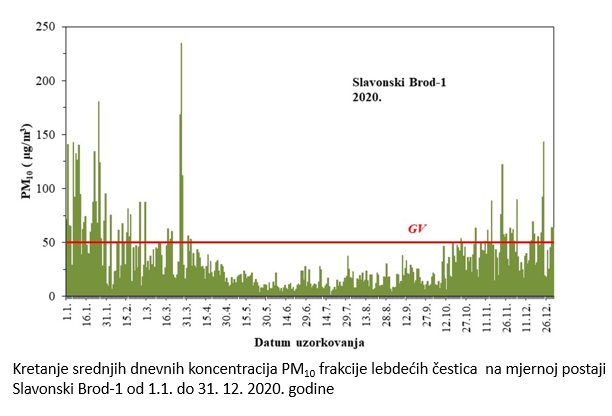 Slavonski Brod-1
2020.
GV
PM10 ( µg/m³)
250
200
150
100
50
0
1.1. 16.1. 31.1. 15.2. 1.3. 16.3. 31.3. 15.4. 30.4. 15.5. 30.5. 14.6. 29.6. 14.7. 29.7. 13.8. 28.8. 12.9. 27.9. 12.10. 27.10. 11.11. 26.11. 11.12. 26.12.
Datum uzorkovanja
Kretanje srednjih dnevnih koncentracija PM10 frakcije lebdećih čestica na mjernoj postaji
Slavonski Brod-1 od 1.1. do 31. 12. 2020. godine